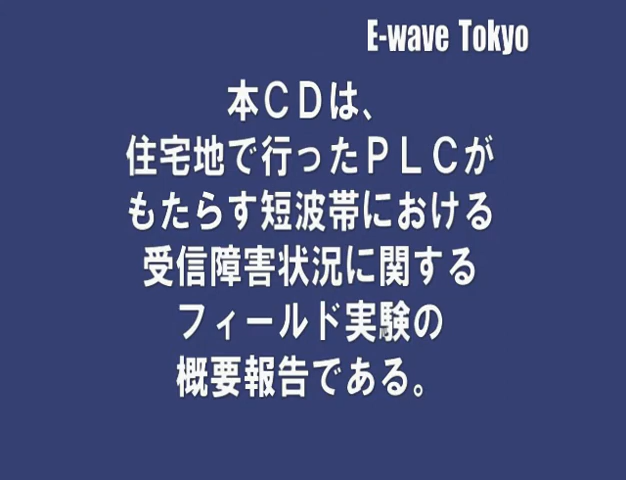 E-wave Tokyo
本ＣＤは、
住宅地で行ったＰＬＣが
もたらす短波帯における
受信障害状況に関する
フィールド実験の
概要報告である。